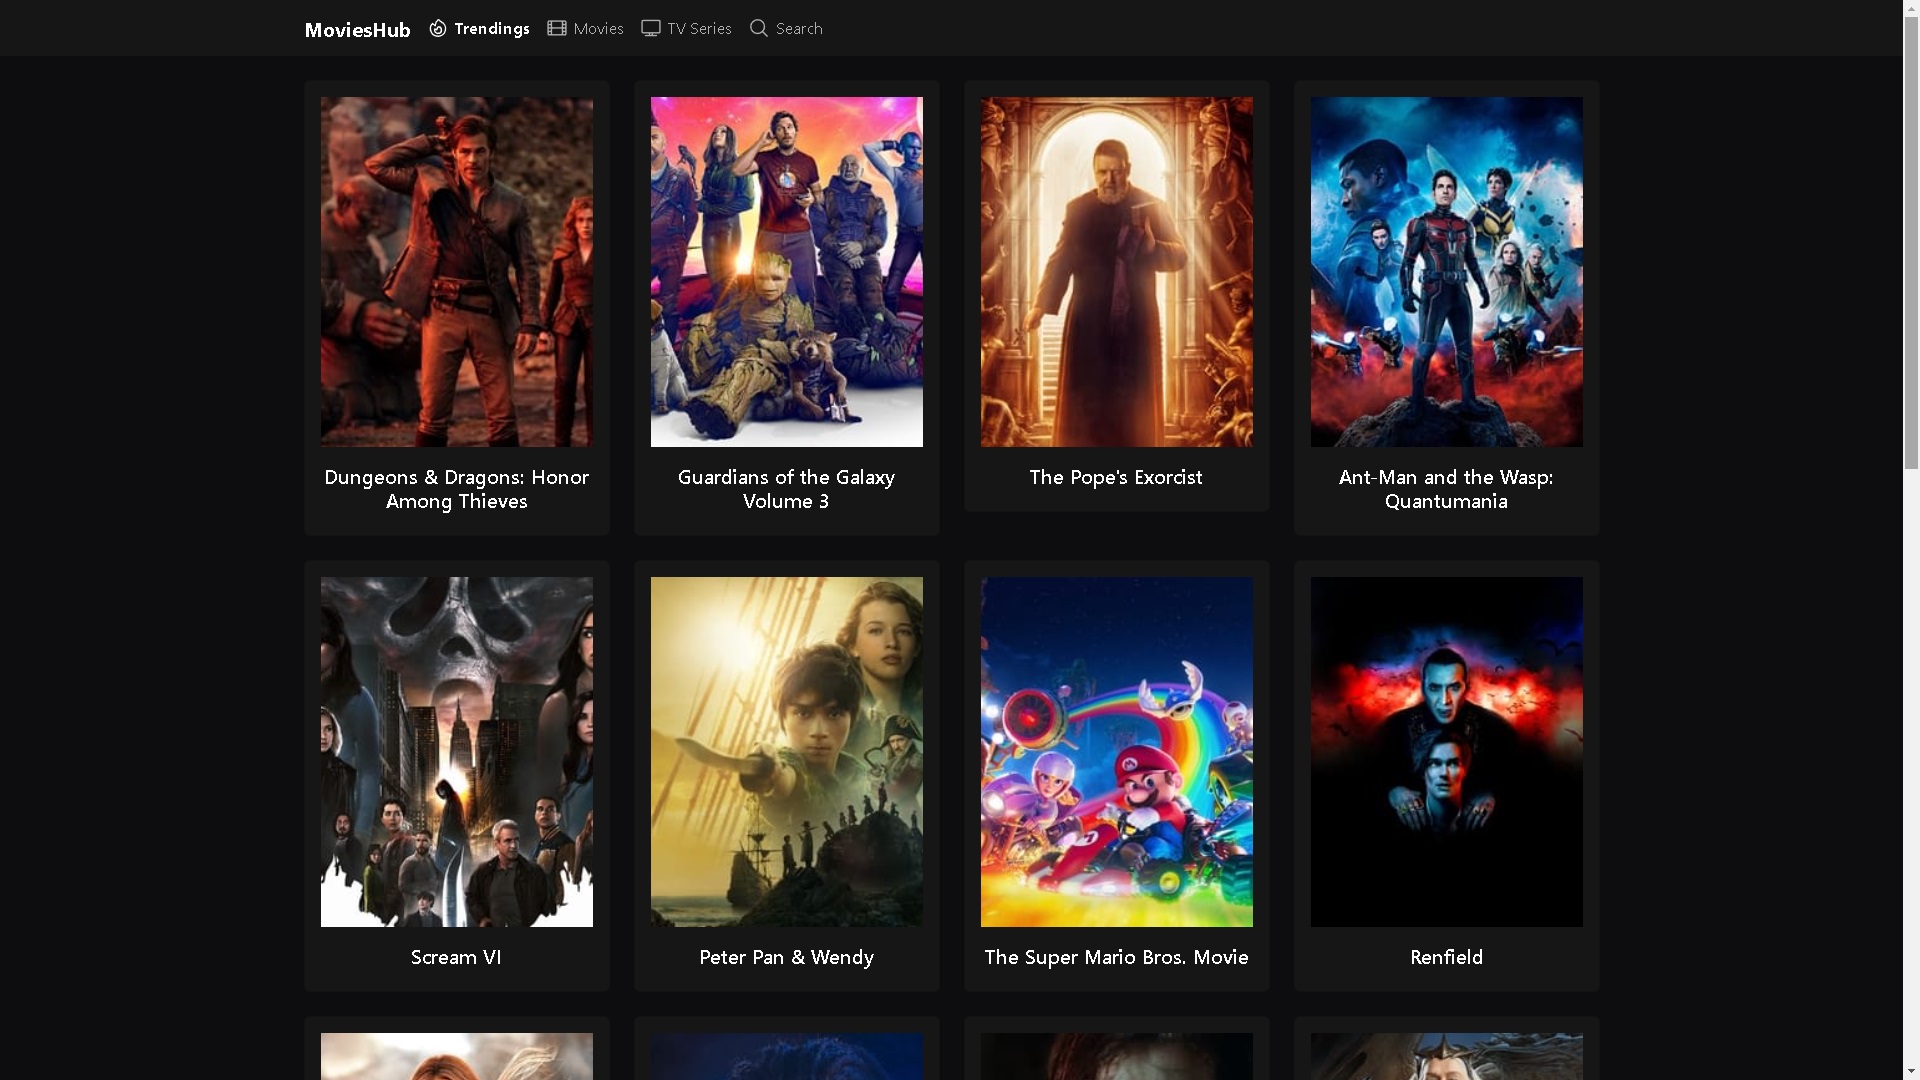 MoviesHub
Trendings
Movies
TV Series
Search
Dungeons & Dragons: Honor
Among Thieves
Guardians of the Galaxy
Volume 3
The Pope's Exorcist
Ant-Man and the Wasp:
Quantumania
Scream VI
Peter Pan & Wendy
The Super Mario Bros. Movie
Renfield